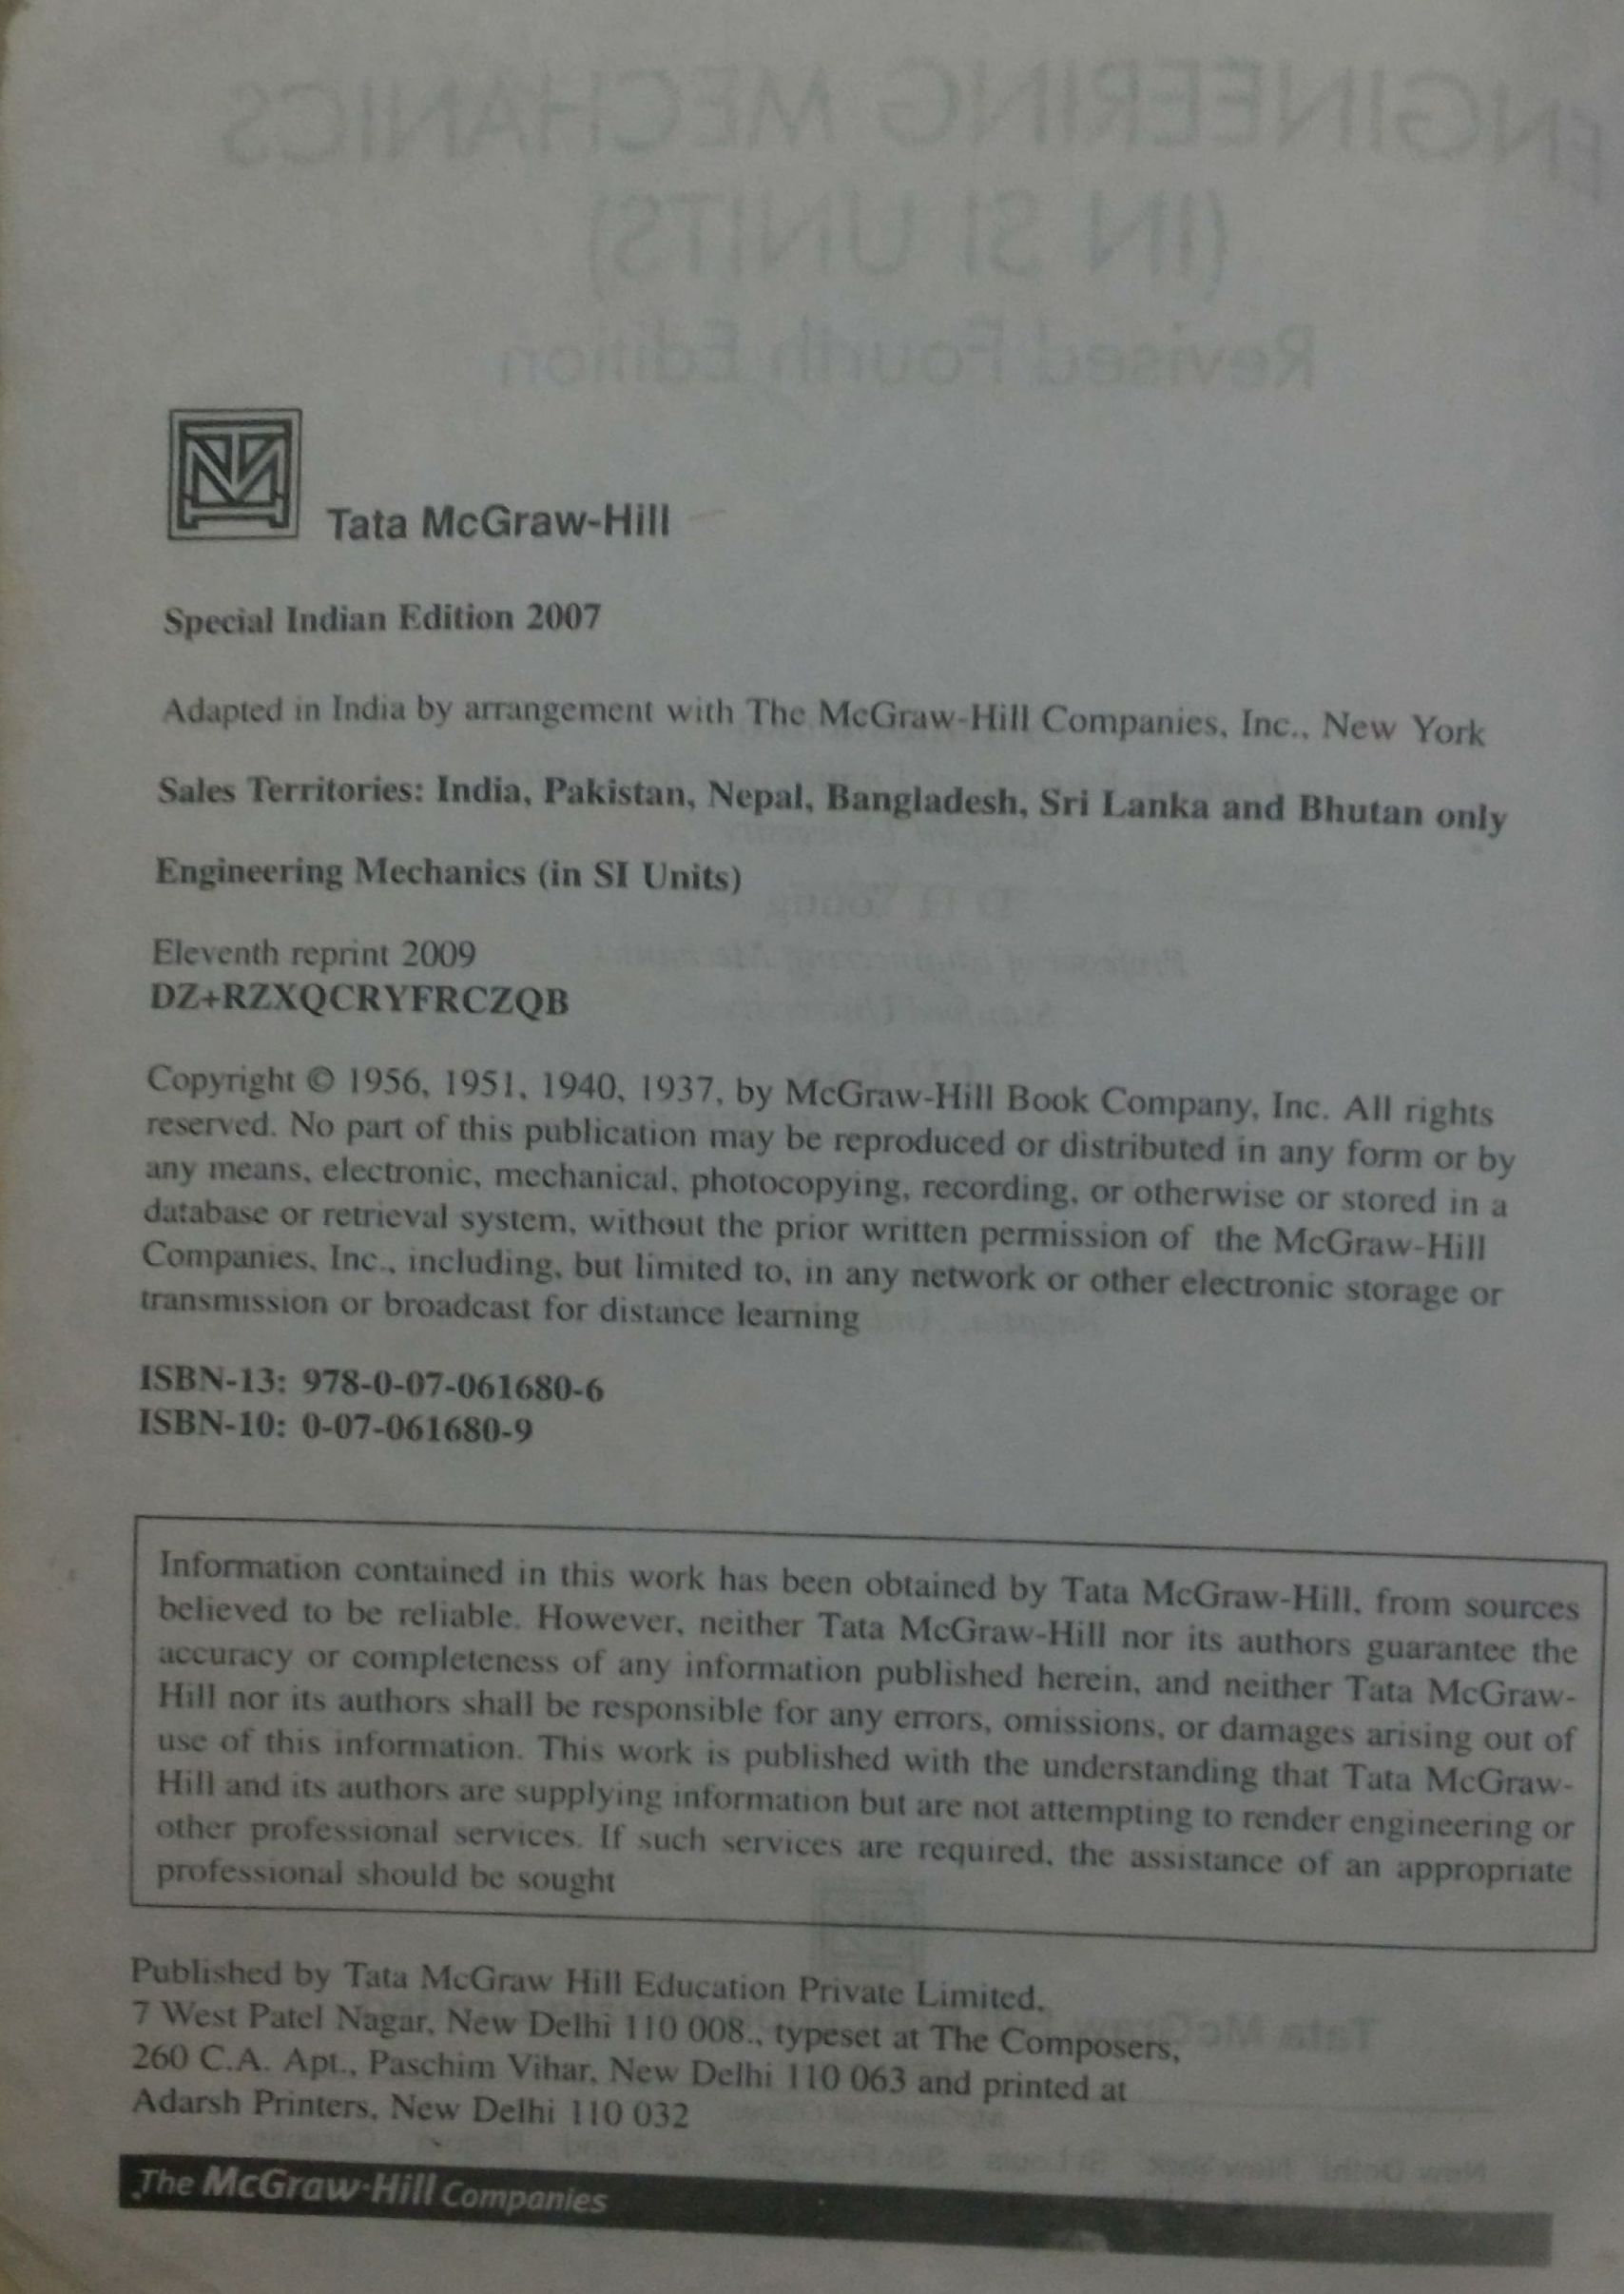 ENGINEERING MECHANICS
(IN SI UNITS)
Revised Fourth Edition
Tata McGraw-Hill
Special Indian Edition 2007
Adapted in India by arrangement with The McGraw-Hill Companies, Inc., New York
Sales Territories: India, Pakistan, Nepal, Bangladesh, Sri Lanka and Bhutan only
Engineering Mechanics (in SI Units)
Eleventh reprint 2009
DZ+RZXQCRYFRCZQB
Copyright © 1956, 1951, 1940, 1937, by McGraw-Hill Book Company, Inc. All rights
reserved. No part of this publication may be reproduced or distributed in any form or by
any means, electronic, mechanical, photocopying, recording, or otherwise or stored in a
database or retrieval system, without the prior written permission of the McGraw-Hill
Companies, Inc., including, but limited to, in any network or other electronic storage or
transmission or broadcast for distance learning
ISBN-13: 978-0-07-061680-6
ISBN-10: 0-07-061680-9
Information contained in this work has been obtained by Tata McGraw-Hill, from sources
believed to be reliable. However, neither Tata McGraw-Hill nor its authors guarantee the
accuracy or completeness of any information published herein, and neither Tata McGraw-
Hill nor its authors shall be responsible for any errors, omissions, or damages arising out of
use of this information. This work is published with the understanding that Tata McGraw-
Hill and its authors are supplying information but are not attempting to render engineering or
other professional services. If such services are required, the assistance of an appropriate
professional should be sought
Published by Tata McGraw Hill Education Private Limited,
7 West Patel Nagar, New Delhi 110 008., typeset at The Composers,
260 C.A. Apt., Paschim Vihar, New Delhi 110 063 and printed at
Adarsh Printers, New Delhi 110 032
The McGraw·Hill Companies